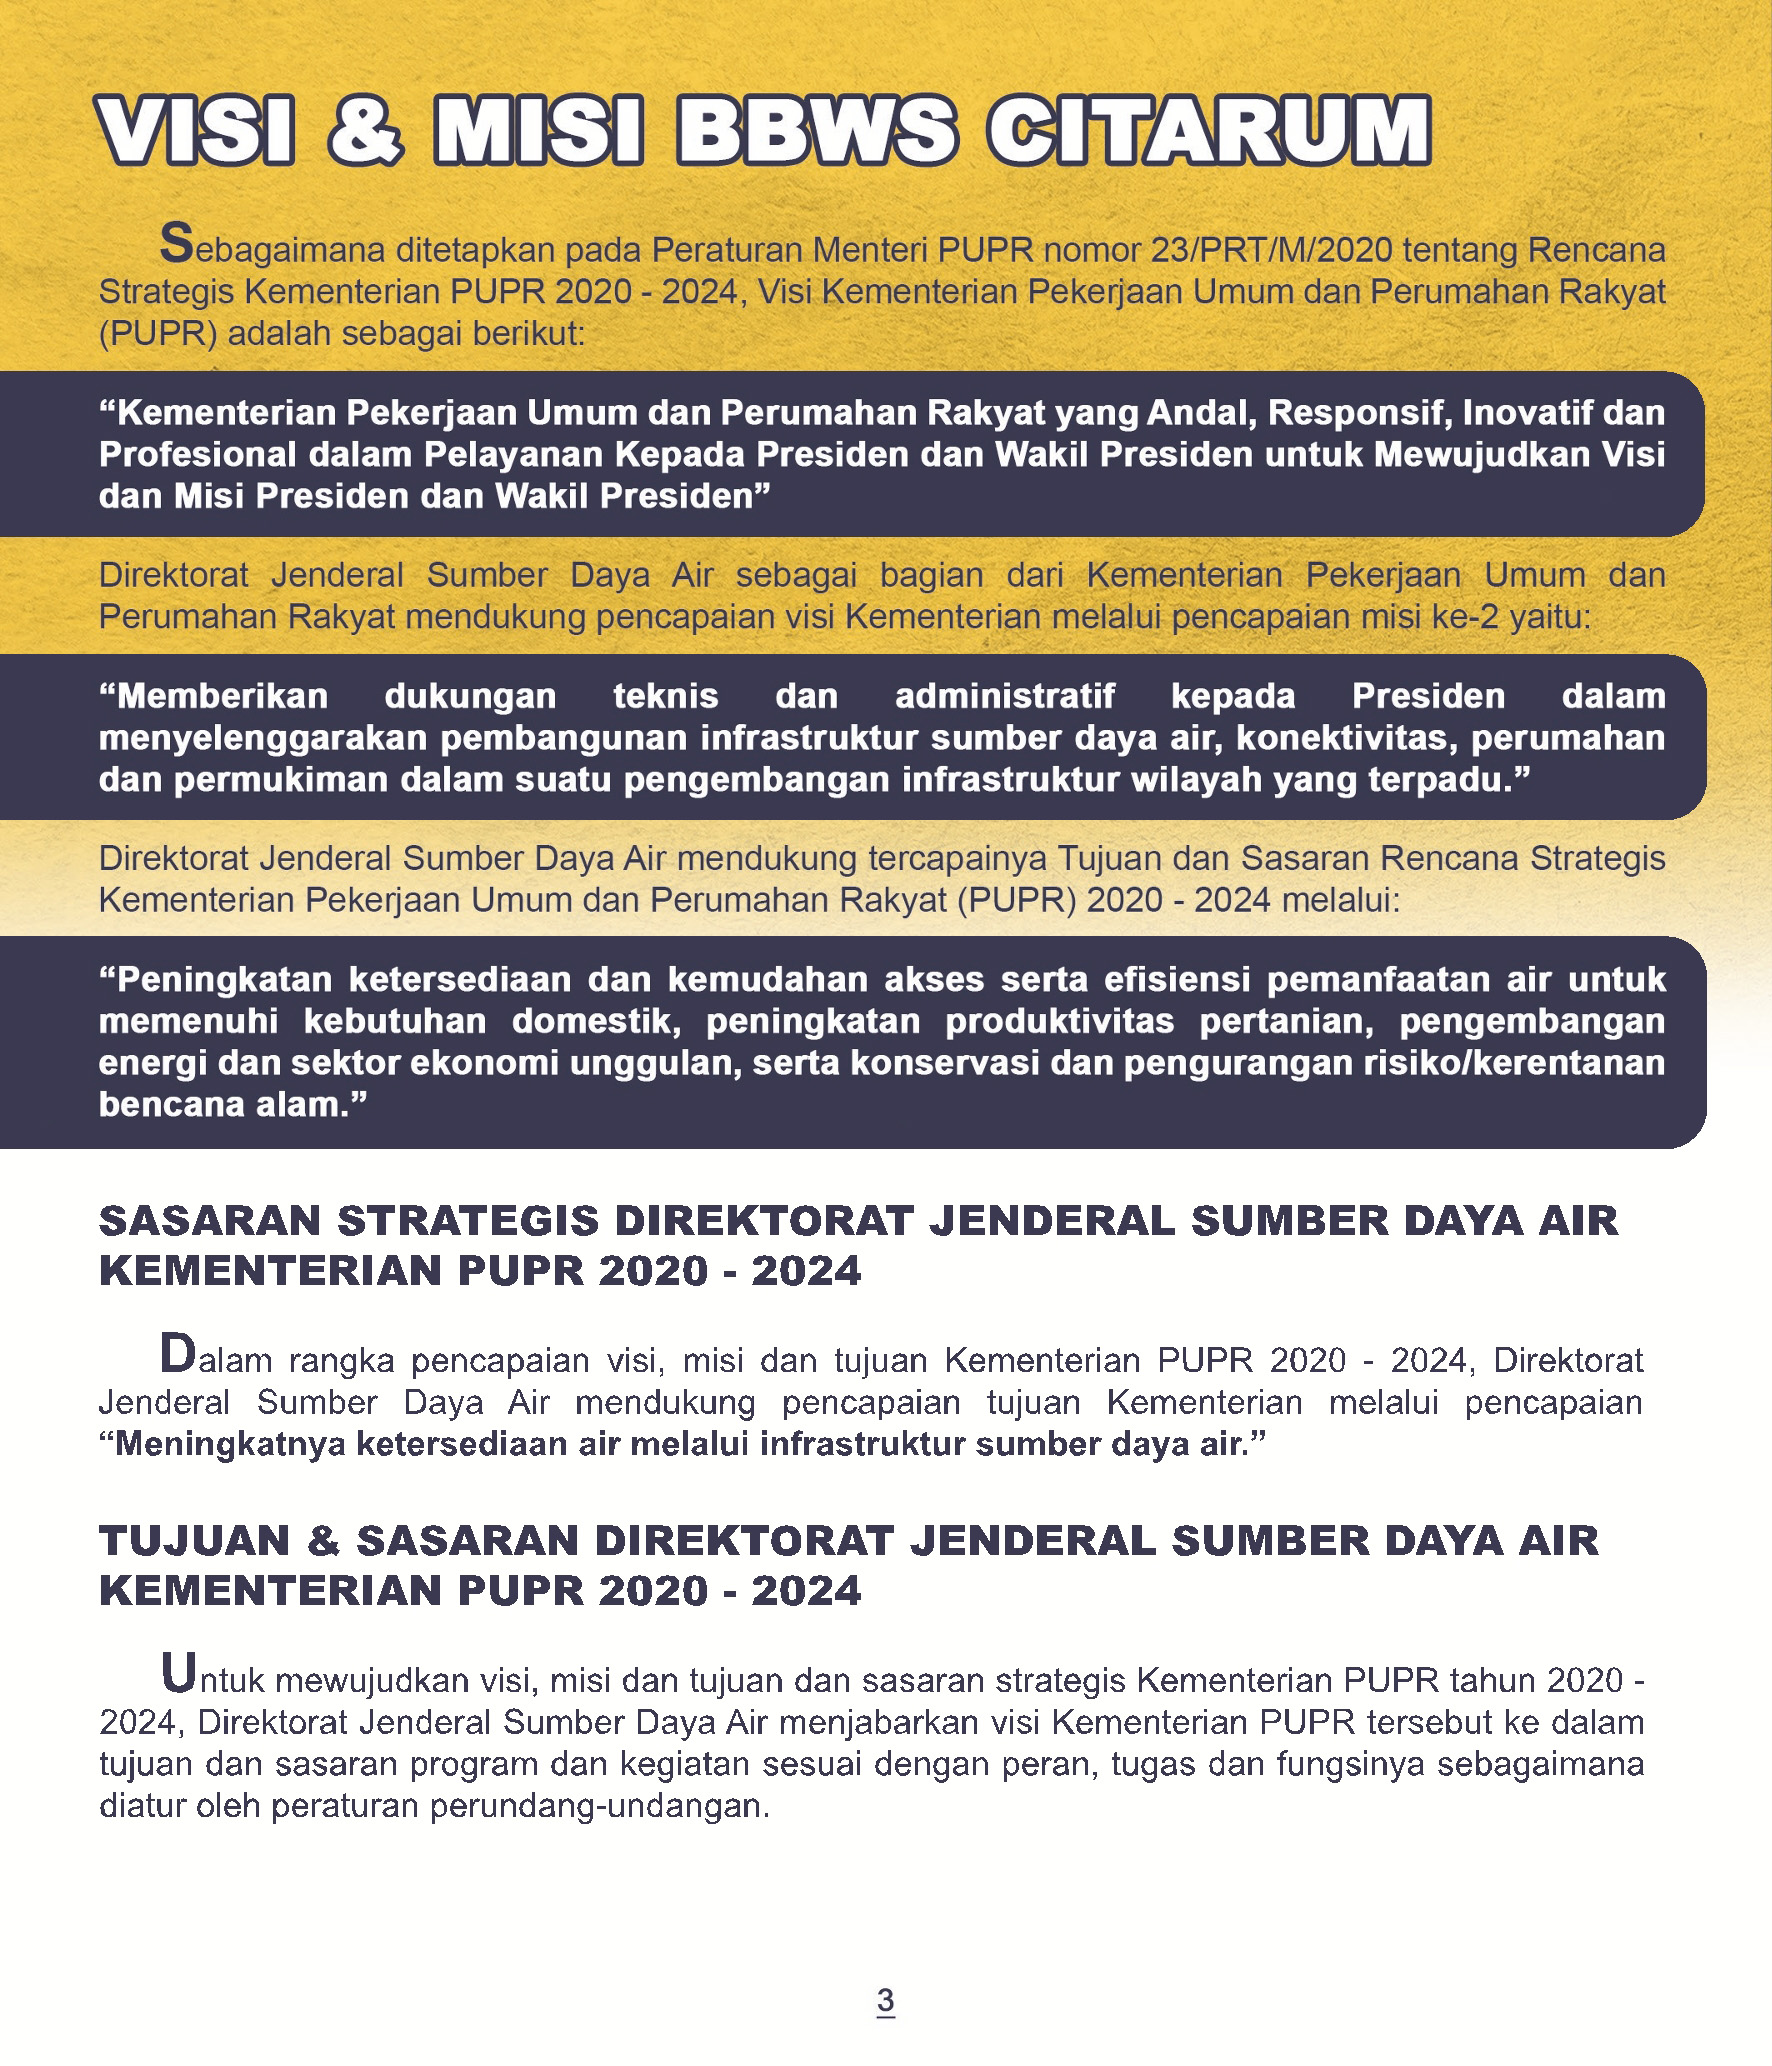 VISI & MISI BBWS CITARUM
Sebagaimana ditetapkan pada Peraturan Menteri PUPR nomor 23/PRT/M/2020 tentang Rencana
Strategis Kementerian PUPR 2020 - 2024, Visi Kementerian Pekerjaan Umum dan Perumahan Rakyat
(PUPR) adalah sebagai berikut:
“Kementerian Pekerjaan Umum dan Perumahan Rakyat yang Andal, Responsif, Inovatif dan
Profesional dalam Pelayanan Kepada Presiden dan Wakil Presiden untuk Mewujudkan Visi
dan Misi Presiden dan Wakil Presiden”
Direktorat Jenderal Sumber Daya Air sebagai bagian dari Kementerian Pekerjaan Umum dan
Perumahan Rakyat mendukung pencapaian visi Kementerian melalui pencapaian misi ke-2 yaitu:
“Memberikan dukungan teknis dan administratif kepada Presiden dalam
menyelenggarakan pembangunan infrastruktur sumber daya air, konektivitas, perumahan
dan permukiman dalam suatu pengembangan infrastruktur wilayah yang terpadu.”
Direktorat Jenderal Sumber Daya Air mendukung tercapainya Tujuan dan Sasaran Rencana Strategis
Kementerian Pekerjaan Umum dan Perumahan Rakyat (PUPR) 2020 - 2024 melalui:
“Peningkatan ketersediaan dan kemudahan akses serta efisiensi pemanfaatan air untuk
memenuhi kebutuhan domestik, peningkatan produktivitas pertanian, pengembangan
energi dan sektor ekonomi unggulan, serta konservasi dan pengurangan risiko/kerentanan
bencana alam.”
SASARAN STRATEGIS DIREKTORAT JENDERAL SUMBER DAYA AIR
KEMENTERIAN PUPR 2020 - 2024
Dalam rangka pencapaian visi, misi dan tujuan Kementerian PUPR 2020 - 2024, Direktorat
Jenderal Sumber Daya Air mendukung pencapaian tujuan Kementerian melalui pencapaian
“Meningkatnya ketersediaan air melalui infrastruktur sumber daya air.”
TUJUAN & SASARAN DIREKTORAT JENDERAL SUMBER DAYA AIR
KEMENTERIAN PUPR 2020 - 2024
Untuk mewujudkan visi, misi dan tujuan dan sasaran strategis Kementerian PUPR tahun 2020 -
2024, Direktorat Jenderal Sumber Daya Air menjabarkan visi Kementerian PUPR tersebut ke dalam
tujuan dan sasaran program dan kegiatan sesuai dengan peran, tugas dan fungsinya sebagaimana
diatur oleh peraturan perundang-undangan.
3